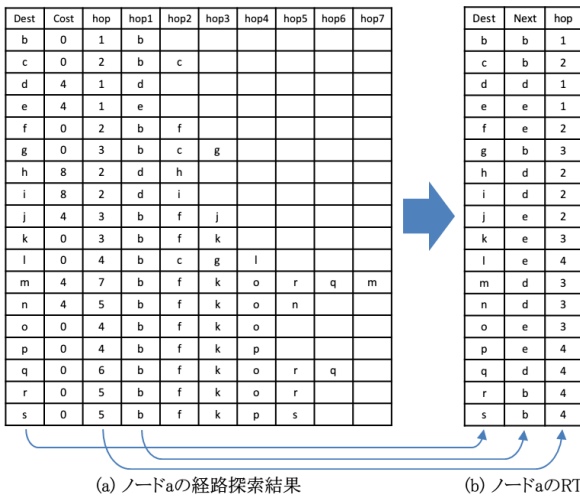 Dest Cost hop hop1 hop2 hop3 hop4 hop5 hop6 hop7
b 0 1 b
c 0 2 b c
d 4 1 d
e 4 1 e
f 0 2 b f
g 0 3 b c g
h 8 2 d h
i 8 2 d i
j 4 3 b f j
k 0 3 b f k
l 0 4 b c g l
m 4 7 b f k o r q m
n 4 5 b f k o n
o 0 4 b f k o
p 0 4 b f k p
q 0 6 b f k o r q
r 0 5 b f k o r
s 0 5 b f k p s
(a) ノードaの経路探索結果
Dest Next hop
b b 1
c b 2
d d 1
e e 1
f e 2
g b 3
h d 2
i d 2
j e 2
k e 3
l e 4
m d 3
n d 3
o e 3
p e 4
q d 4
r b 4
s b 4
(b) ノードaのRT